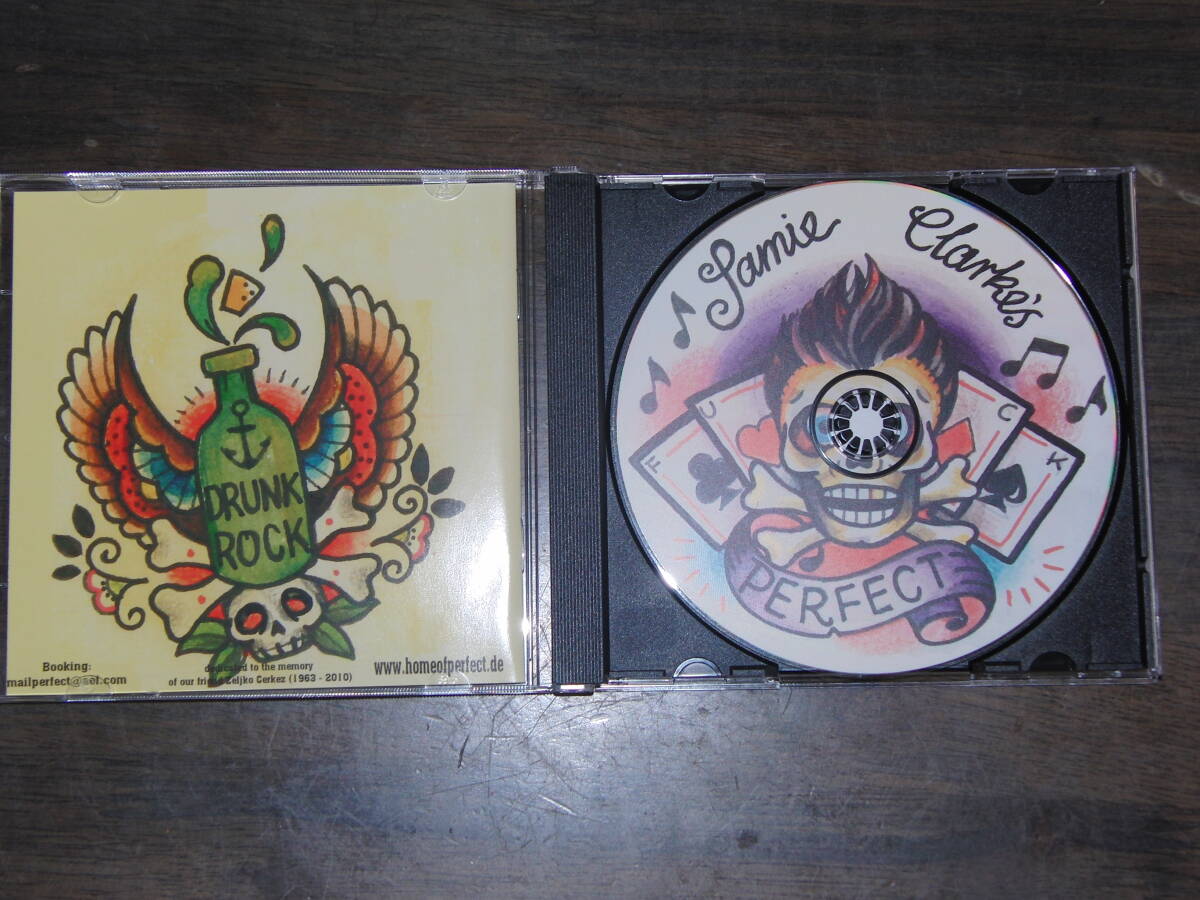 DRUNK
ROCK
Booking:
mailperfect@aol.com
dedicated to the memory
of our friend Zeljko Cerkez (1963 - 2010)
www.homeofperfect.de
Jamie Clarke's
F U C K
PERFECT